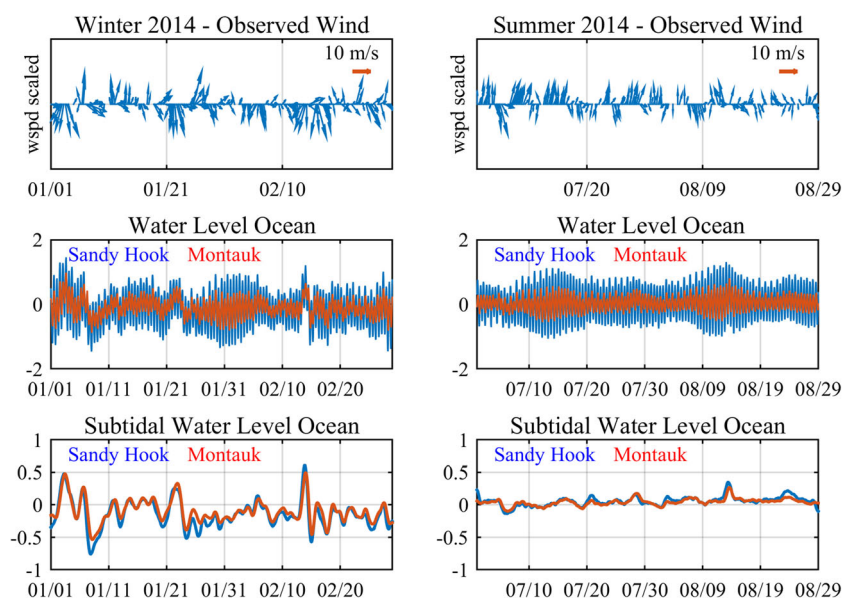 Winter 2014 - Observed Wind
10 m/s
wspd scaled
01/01 01/21 02/10
Summer 2014 - Observed Wind
10 m/s
wspd scaled
07/20 08/09 08/29
Water Level Ocean
2
Sandy Hook Montauk
0
-2
01/01 01/11 01/21 01/31 02/10 02/20
Water Level Ocean
2
Sandy Hook Montauk
0
-2
07/10 07/20 07/30 08/09 08/19 08/29
Subtidal Water Level Ocean
1
Sandy Hook Montauk
0.5
0
-0.5
-1
01/01 01/11 01/21 01/31 02/10 02/20
Subtidal Water Level Ocean
1
Sandy Hook Montauk
0.5
0
-0.5
-1
07/10 07/20 07/30 08/09 08/19 08/29